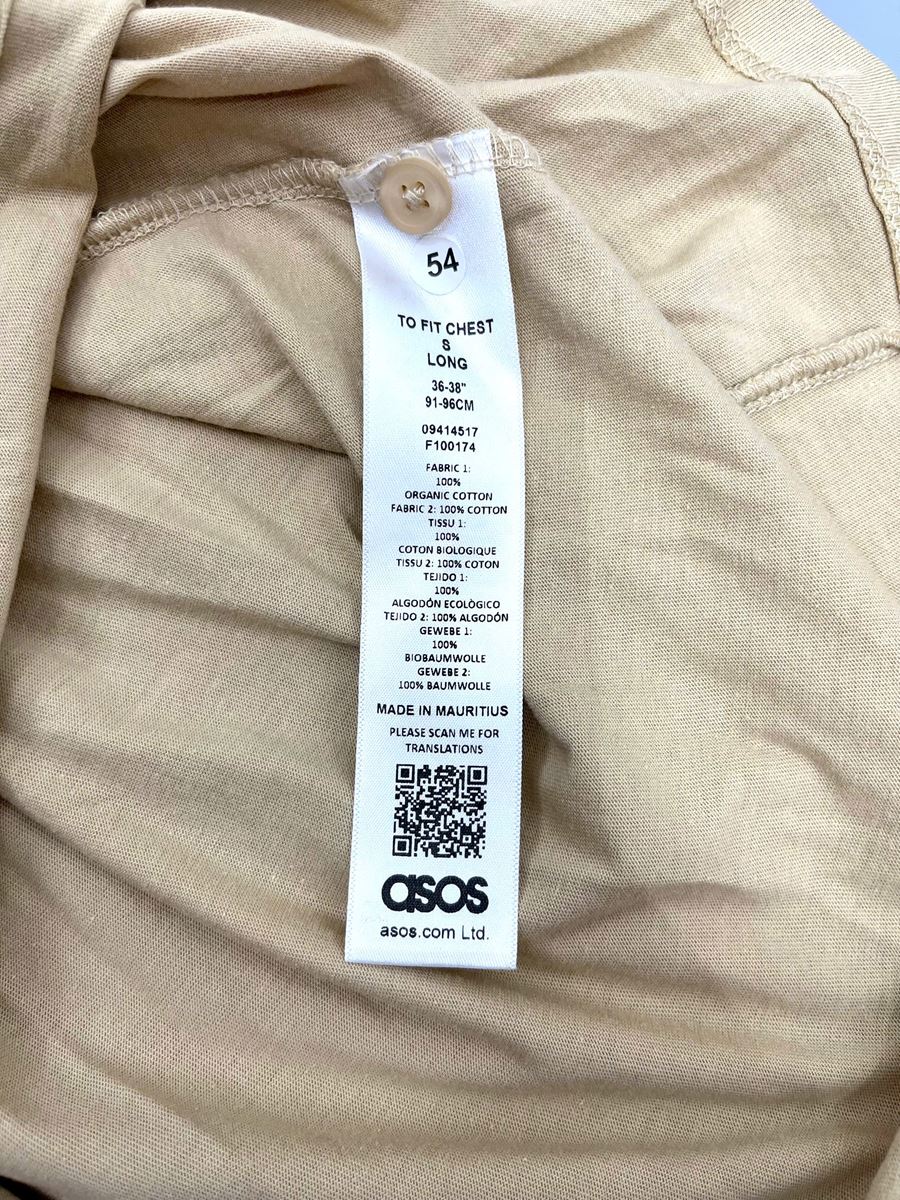 54
TO FIT CHEST
S
LONG
36-38"
91-96CM
09414517
F100174
FABRIC 1:
100%
ORGANIC COTTON
FABRIC 2: 100% COTTON
TISSU 1:
100%
COTON BIOLOGIQUE
TISSU 2: 100% COTON
TEJIDO 1:
100%
ALGODÓN ECOLÒGICO
TEJIDO 2: 100% ALGODÓN
GEWEBE 1:
100%
BIOBAUMWOLLE
GEWEBE 2:
100% BAUMWOLLE
MADE IN MAURITIUS
PLEASE SCAN ME FOR
TRANSLATIONS
asos
asos.com Ltd.